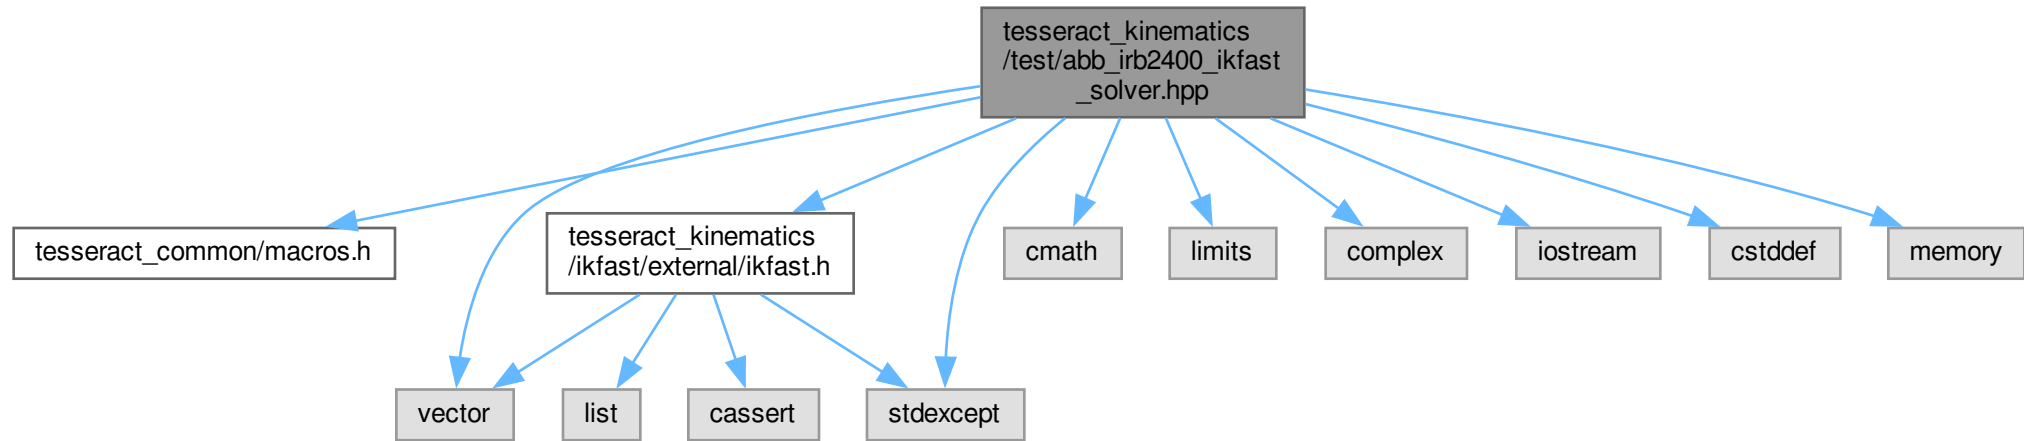 tesseract_kinematics
/test/abb_irb2400_ikfast
_solver.hpp
tesseract_common/macros.h
tesseract_kinematics
/ikfast/external/ikfast.h
cmath
limits
complex
iostream
cstddef
memory
vector
list
cassert
stdexcept